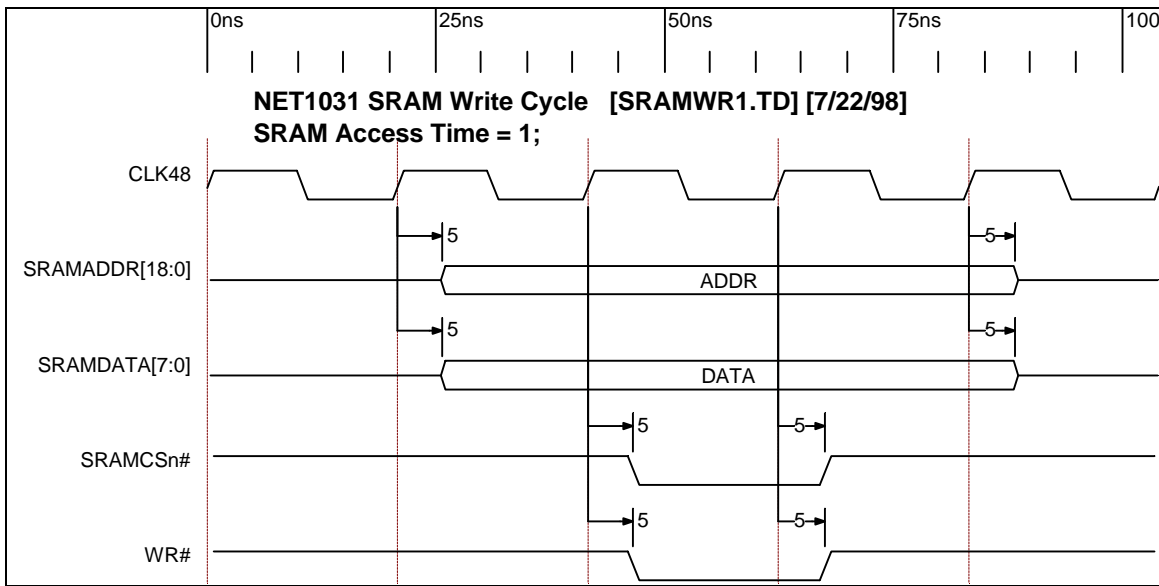 0ns 25ns 50ns 75ns 100
NET1031 SRAM Write Cycle [SRAMWR1.TD] [7/22/98]
SRAM Access Time = 1;
CLK48
5 5
SRAMADDR[18:0]
ADDR
5 5
SRAMDATA[7:0]
DATA
5 5
SRAMCSn#
5 5
WR#